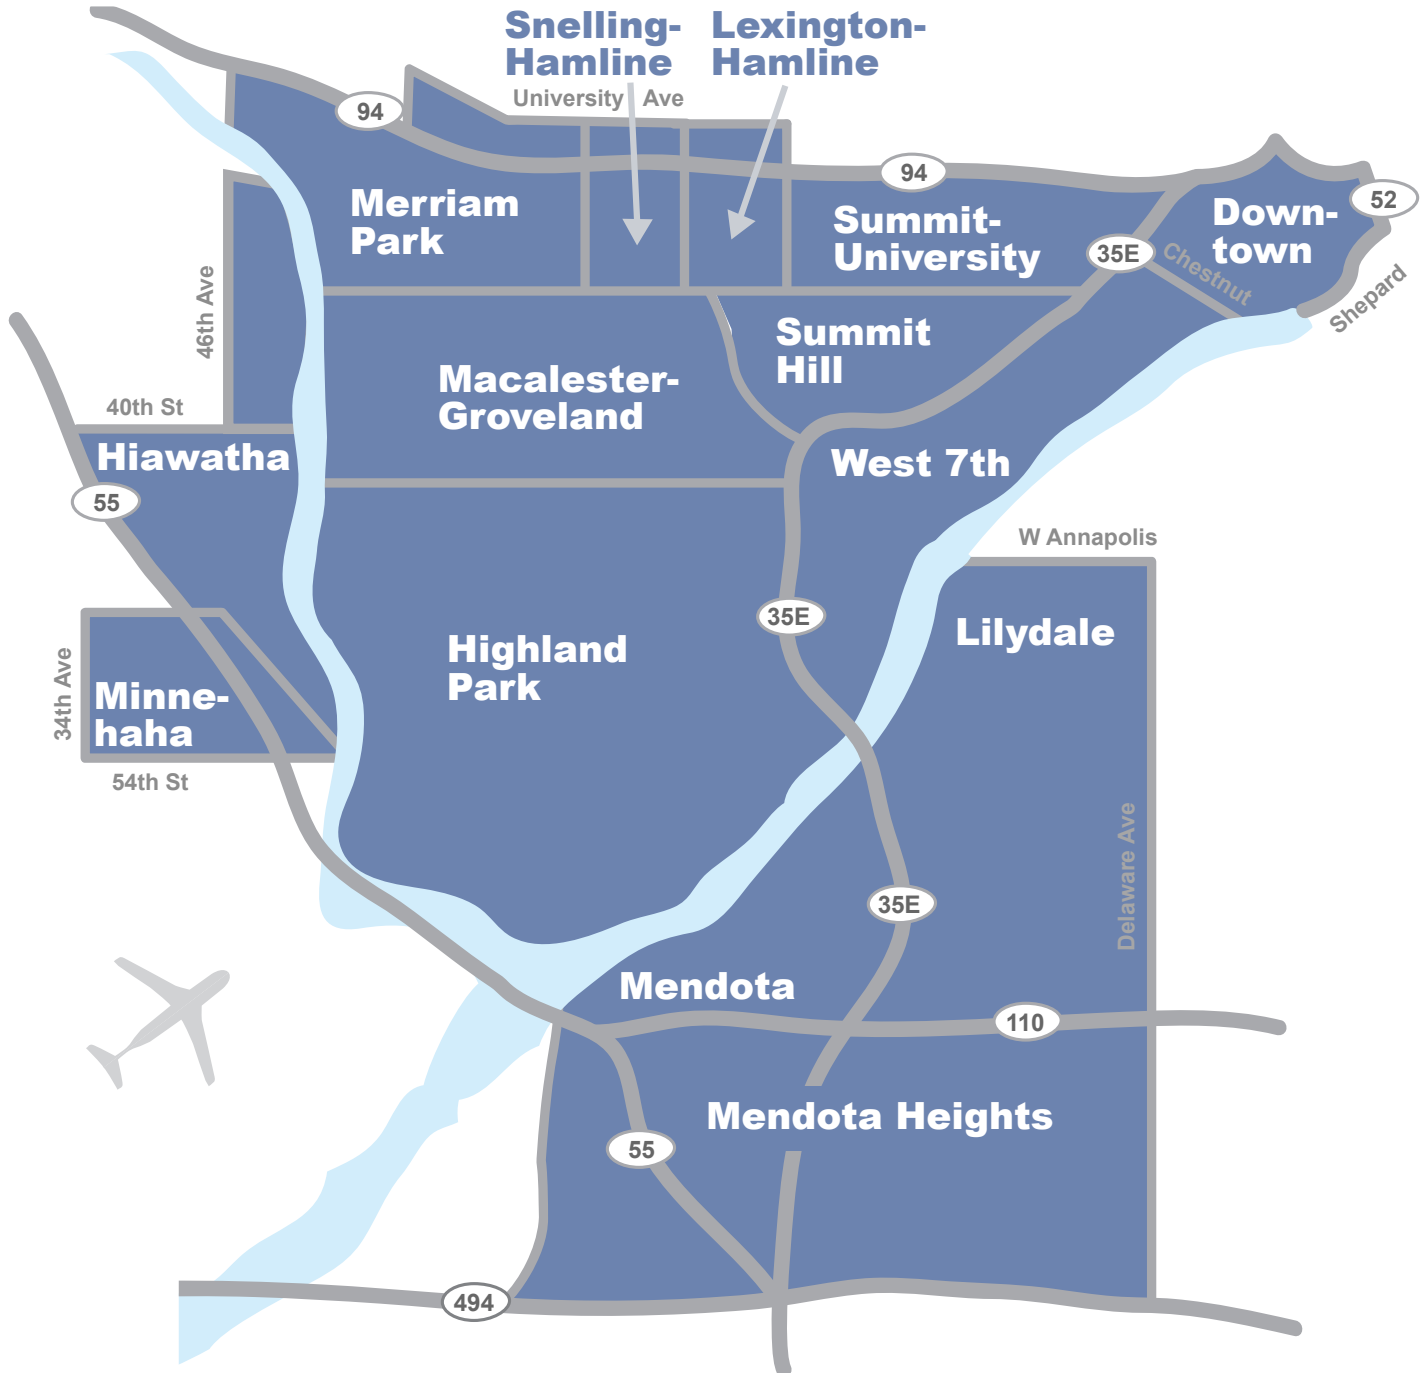 Snelling-
Hamline
Lexington-
Hamline
University Ave
94
94
52
Merriam
Park
Summit-
University
Down-
town
35E
Chestnut
Shepard
46th Ave
Summit
Hill
Macalester-
Groveland
40th St
Hiawatha
West 7th
55
W Annapolis
35E
Lilydale
Highland
Park
34th Ave
Minne-
haha
54th St
Delaware Ave
35E
Mendota
110
Mendota Heights
55
494